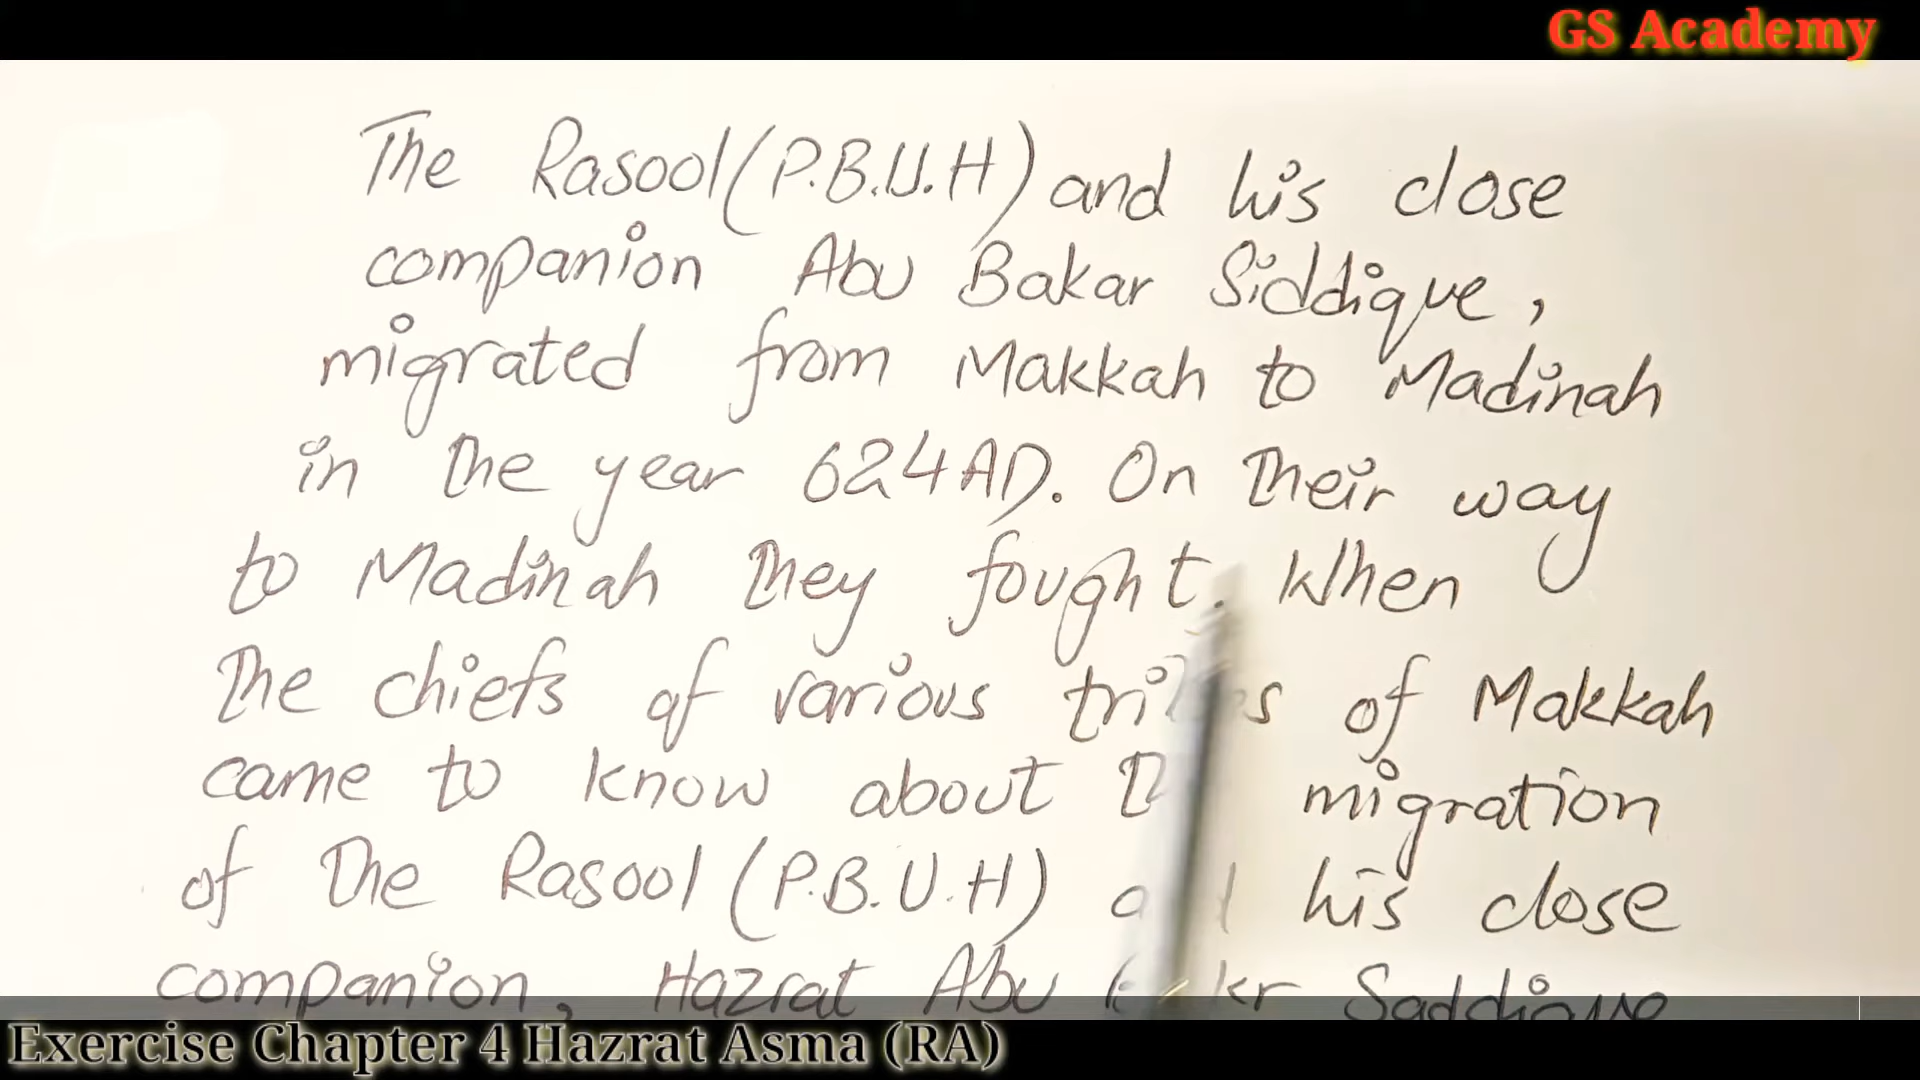 GS Academy
The Rasool (P.B.U.H) and his close
companion Abu Bakar Siddique,
migrated from Makkah to Madinah
in the year 624AD. On their way
to Madinah they fought. When
the chiefs of various of Makkah
came to know about migration
of the Rasool (P.B.U.H) his close
companion, Hazrat Abu Saddique
Exercise Chapter 4 Hazrat Asma (RA)